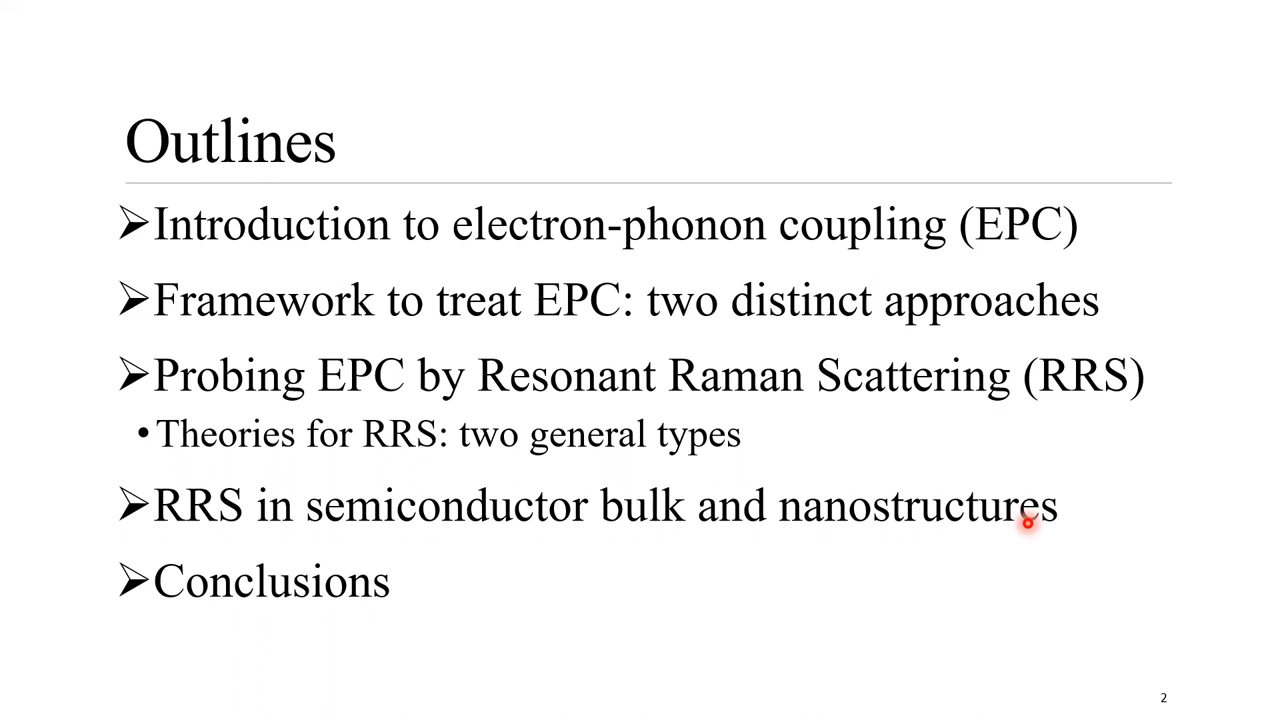 Outlines
➢Introduction to electron-phonon coupling (EPC)
➢Framework to treat EPC: two distinct approaches
➢Probing EPC by Resonant Raman Scattering (RRS)
•Theories for RRS: two general types
➢RRS in semiconductor bulk and nanostructures
➢Conclusions
2